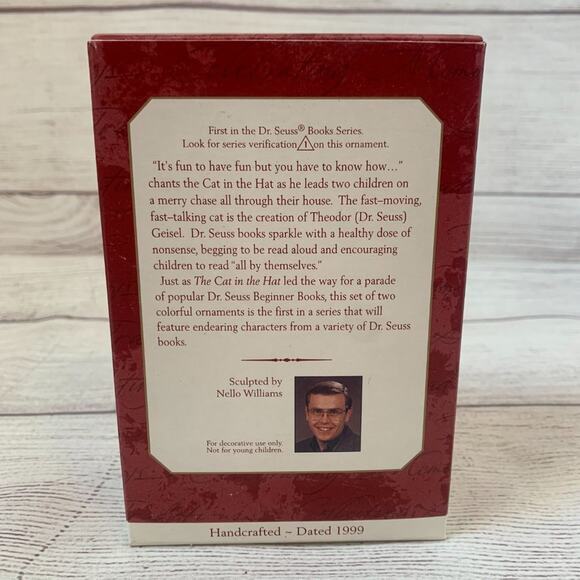 First in the Dr. Seuss® Books Series.
Look for series verification 1 on this ornament.
"It's fun to have fun but you have to know how..."
chants the Cat in the Hat as he leads two children on
a merry chase all through their house. The fast–moving,
fast–talking cat is the creation of Theodor (Dr. Seuss)
Geisel. Dr. Seuss books sparkle with a healthy dose of
nonsense, begging to be read aloud and encouraging
children to read "all by themselves."
Just as The Cat in the Hat led the way for a parade
of popular Dr. Seuss Beginner Books, this set of two
colorful ornaments is the first in a series that will
feature endearing characters from a variety of Dr. Seuss
books.
Sculpted by
Nello Williams
For decorative use only.
Not for young children.
Handcrafted ~ Dated 1999